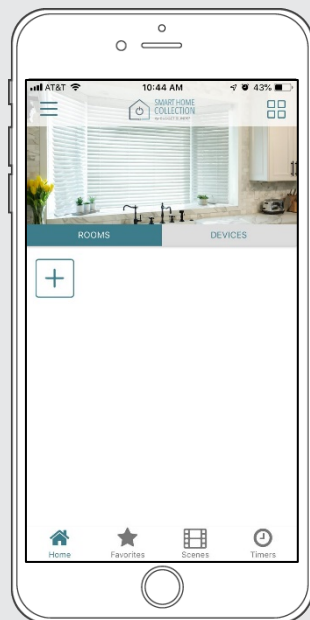 AT&T 10:44 AM 43%
SMART HOME
COLLECTION
ROOMS DEVICES
Home Favorites Scenes Timers